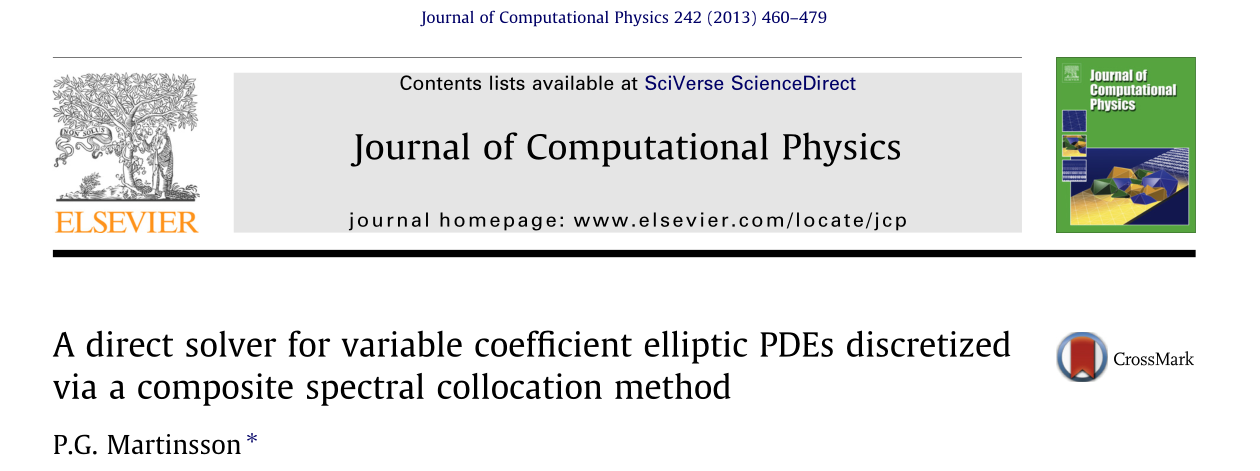 Journal of Computational Physics 242 (2013) 460–479
Contents lists available at SciVerse ScienceDirect
Journal of Computational Physics
journal homepage: www.elsevier.com/locate/jcp
NON SOLUS
ELSEVIER
Journal of
Computational
Physics
A direct solver for variable coefficient elliptic PDEs discretized
via a composite spectral collocation method
CrossMark
P.G. Martinsson *